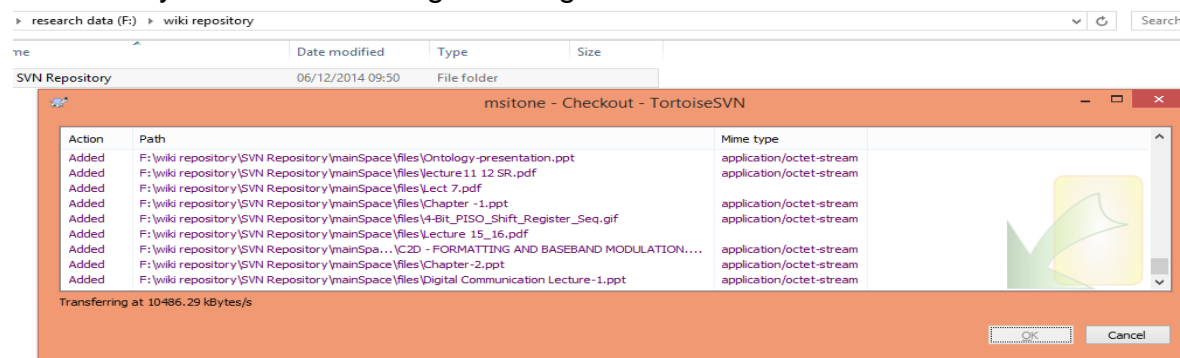 research data (F:) ▸ wiki repository Search
me Date modified Type Size
SVN Repository 06/12/2014 09:50 File folder
msitone - Checkout - TortoiseSVN
Action Path Mime type
Added F:\wiki repository\SVN Repository\mainSpace\files\Ontology-presentation.ppt application/octet-stream
Added F:\wiki repository\SVN Repository\mainSpace\files\lecture11 12 SR.pdf application/octet-stream
Added F:\wiki repository\SVN Repository\mainSpace\files\Lect 7.pdf
Added F:\wiki repository\SVN Repository\mainSpace\files\Chapter -1.ppt application/octet-stream
Added F:\wiki repository\SVN Repository\mainSpace\files\4-Bit_PISO_Shift_Register_Seq.gif application/octet-stream
Added F:\wiki repository\SVN Repository\mainSpace\files\Lecture 15_16.pdf
Added F:\wiki repository\SVN Repository\mainSpa...\C2D - FORMATTING AND BASEBAND MODULATION.... application/octet-stream
Added F:\wiki repository\SVN Repository\mainSpace\files\Chapter-2.ppt application/octet-stream
Added F:\wiki repository\SVN Repository\mainSpace\files\Digital Communication Lecture-1.ppt application/octet-stream
Transferring at 10486.29 kBytes/s
OK Cancel